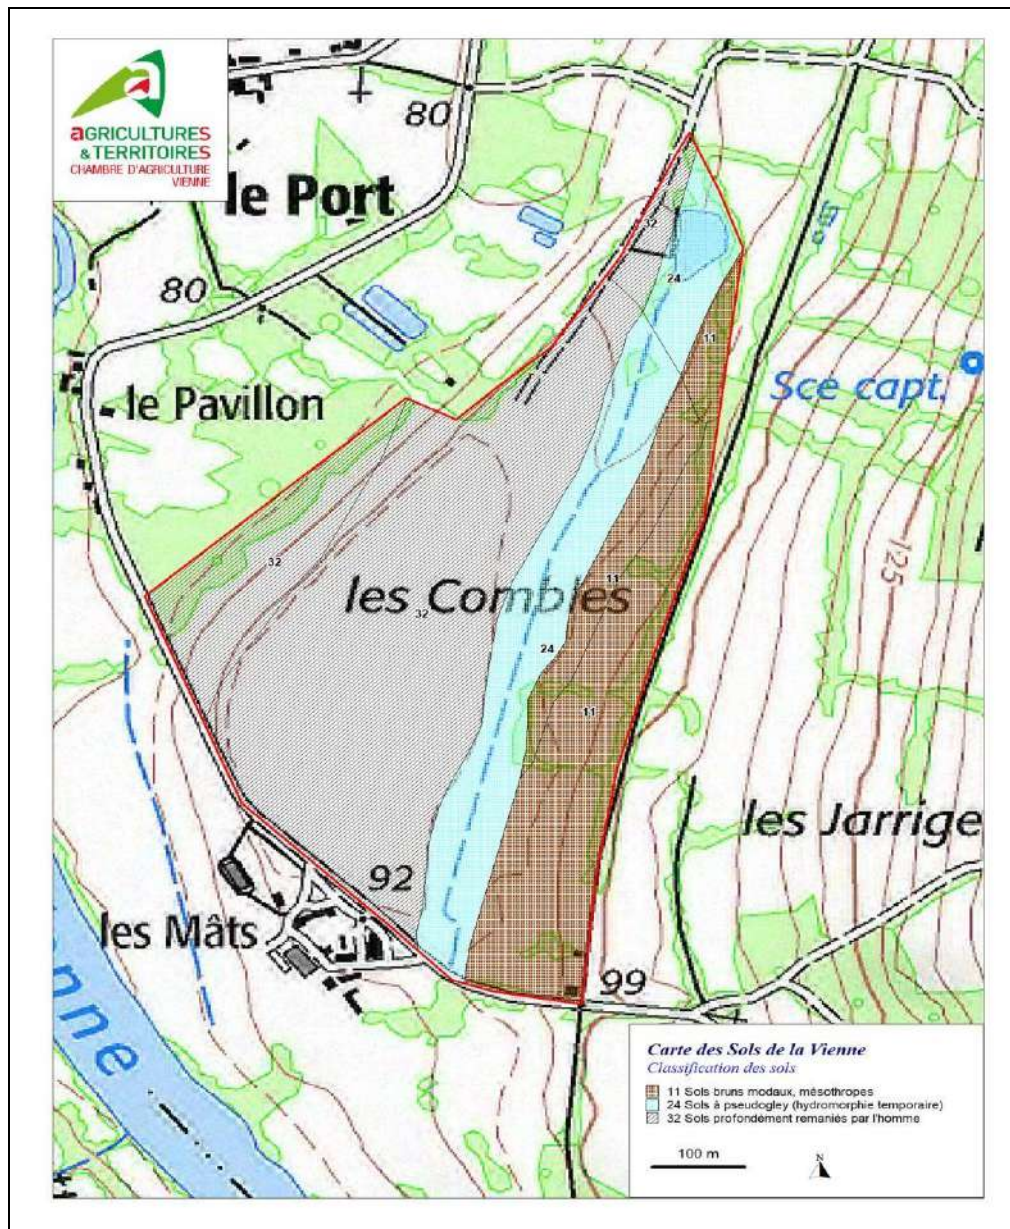 aGRICULTURES
& TERRITOIRES
CHAMBRE D'AGRICULTURE
VIENNE
80
le Port
80
32
24
11
le Pavillon
Sce capt.
32
les Combles
11
32
125
24
11
les Jarrige
92
les Mâts
99
nne
Carte des Sols de la Vienne
Classification des sols
11 Sols bruns modaux, mésothropes
24 Sols à pseudogley (hydromorphie temporaire)
32 Sols profondément remaniés par l'homme
100 m
N